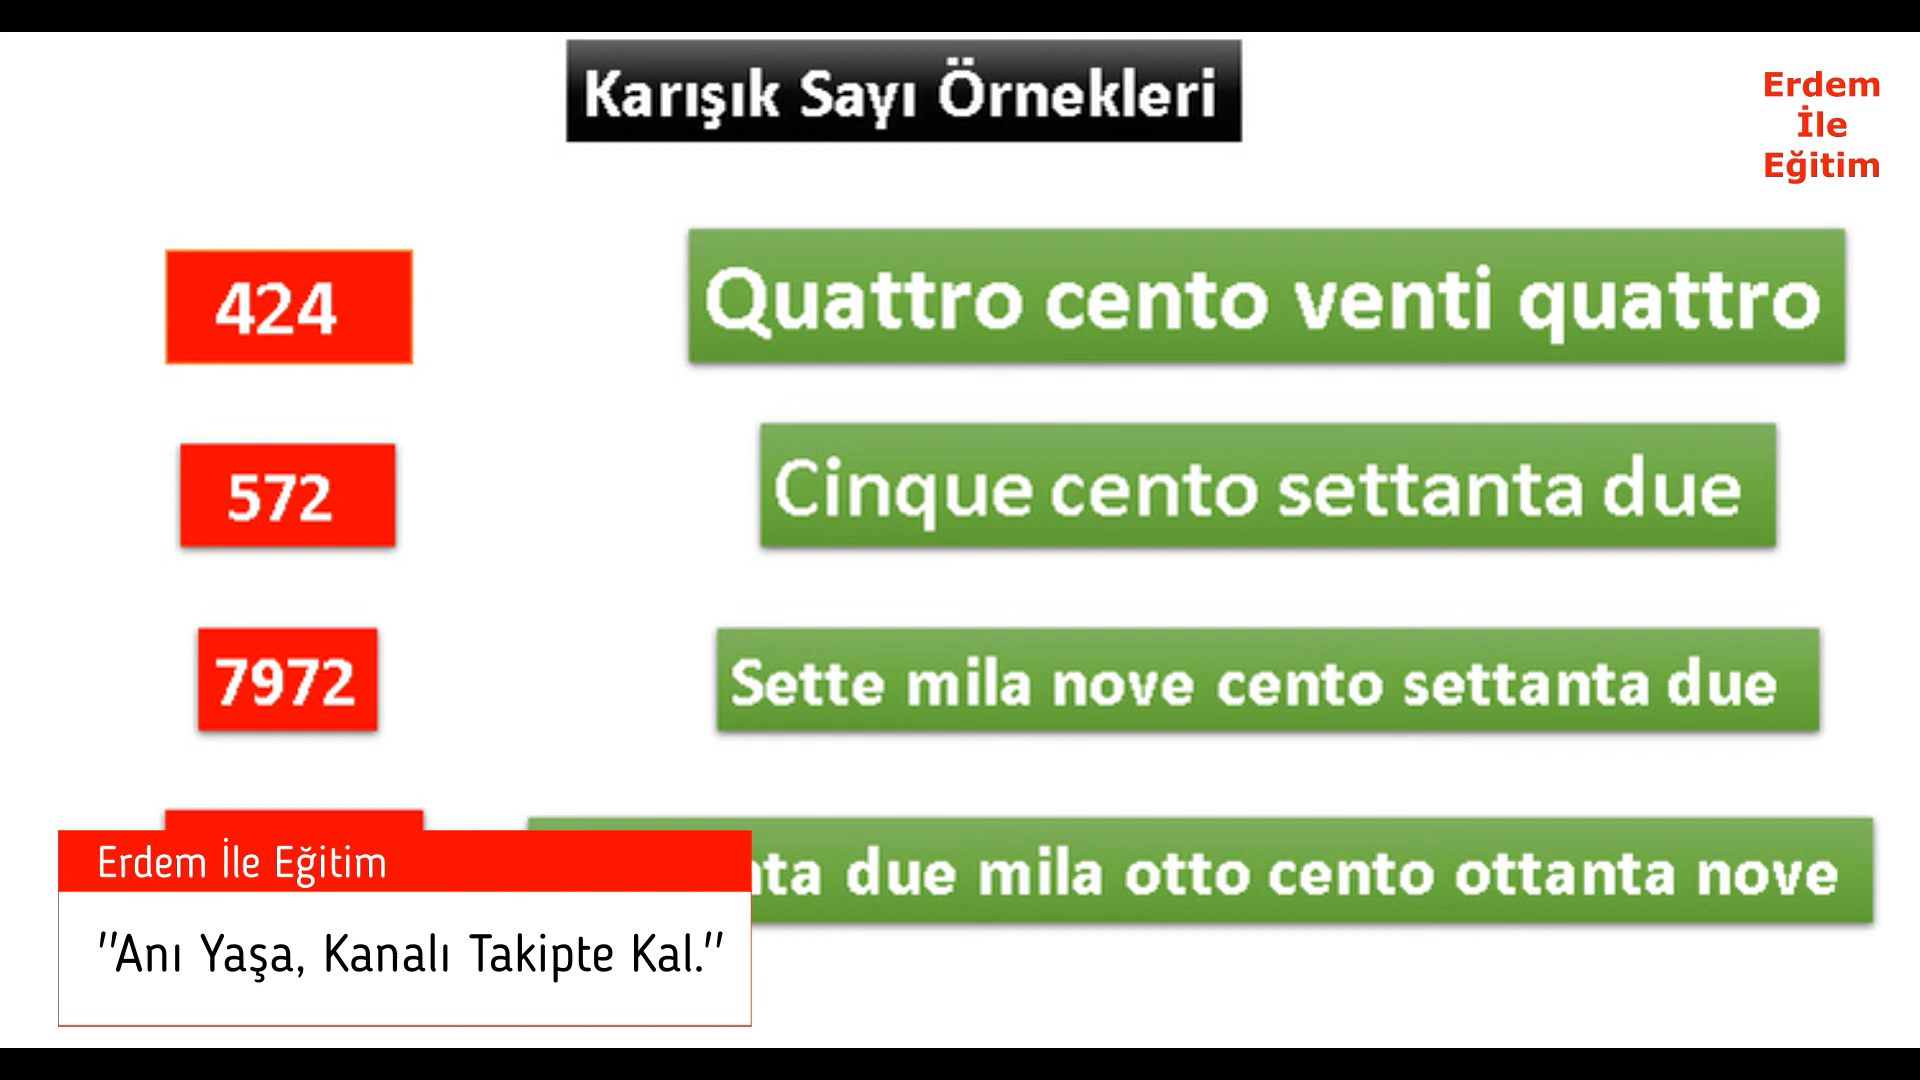 Karışık Sayı Örnekleri
Erdem
İle
Eğitim
424
Quattro cento venti quattro
572
Cinque cento settanta due
7972
Sette mila nove cento settanta due
due mila otto cento ottanta nove
Erdem İle Eğitim
"Anı Yaşa, Kanalı Takipte Kal."